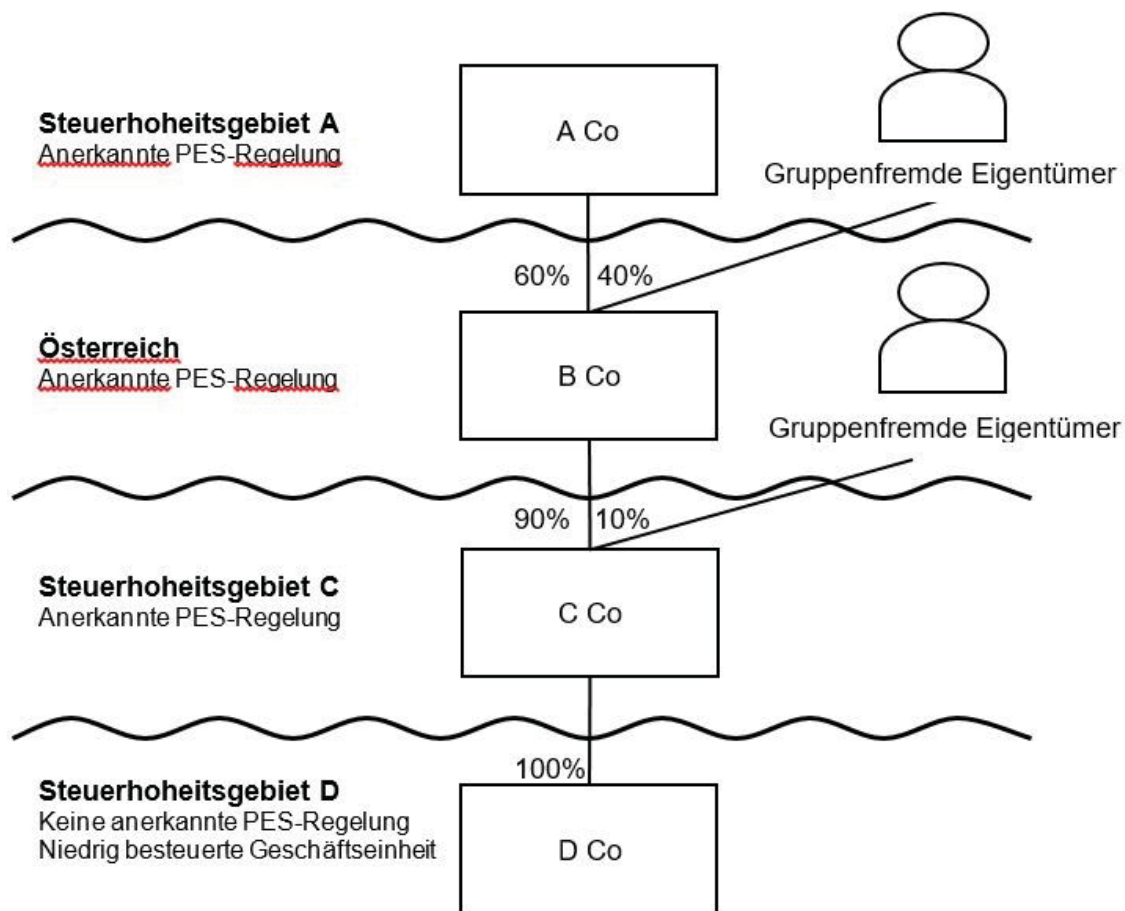 Steuerhoheitsgebiet A
Anerkannte PES-Regelung
A Co
Gruppenfremde Eigentümer
60% 40%
Österreich
Anerkannte PES-Regelung
B Co
Gruppenfremde Eigentümer
90% 10%
Steuerhoheitsgebiet C
Anerkannte PES-Regelung
C Co
100%
Steuerhoheitsgebiet D
Keine anerkannte PES-Regelung
Niedrig besteuerte Geschäftseinheit
D Co